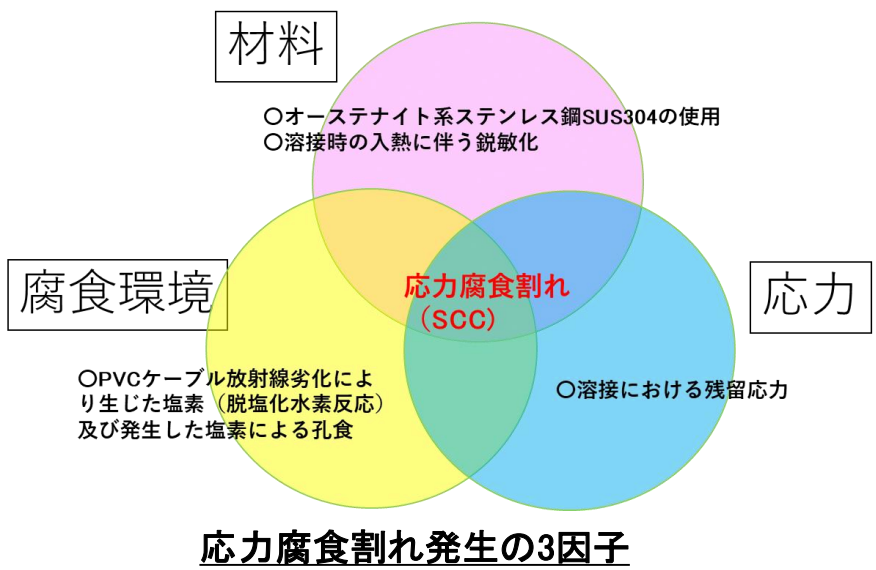 材料
〇オーステナイト系ステンレス鋼SUS304の使用
〇溶接時の入熱に伴う鋭敏化
腐食環境
応力腐食割れ
（SCC)
応力
〇PVCケーブル放射線劣化によ
り生じた塩素（脱塩化水素反応）
及び発生した塩素による孔食
〇溶接における残留応力
応力腐食割れ発生の3因子